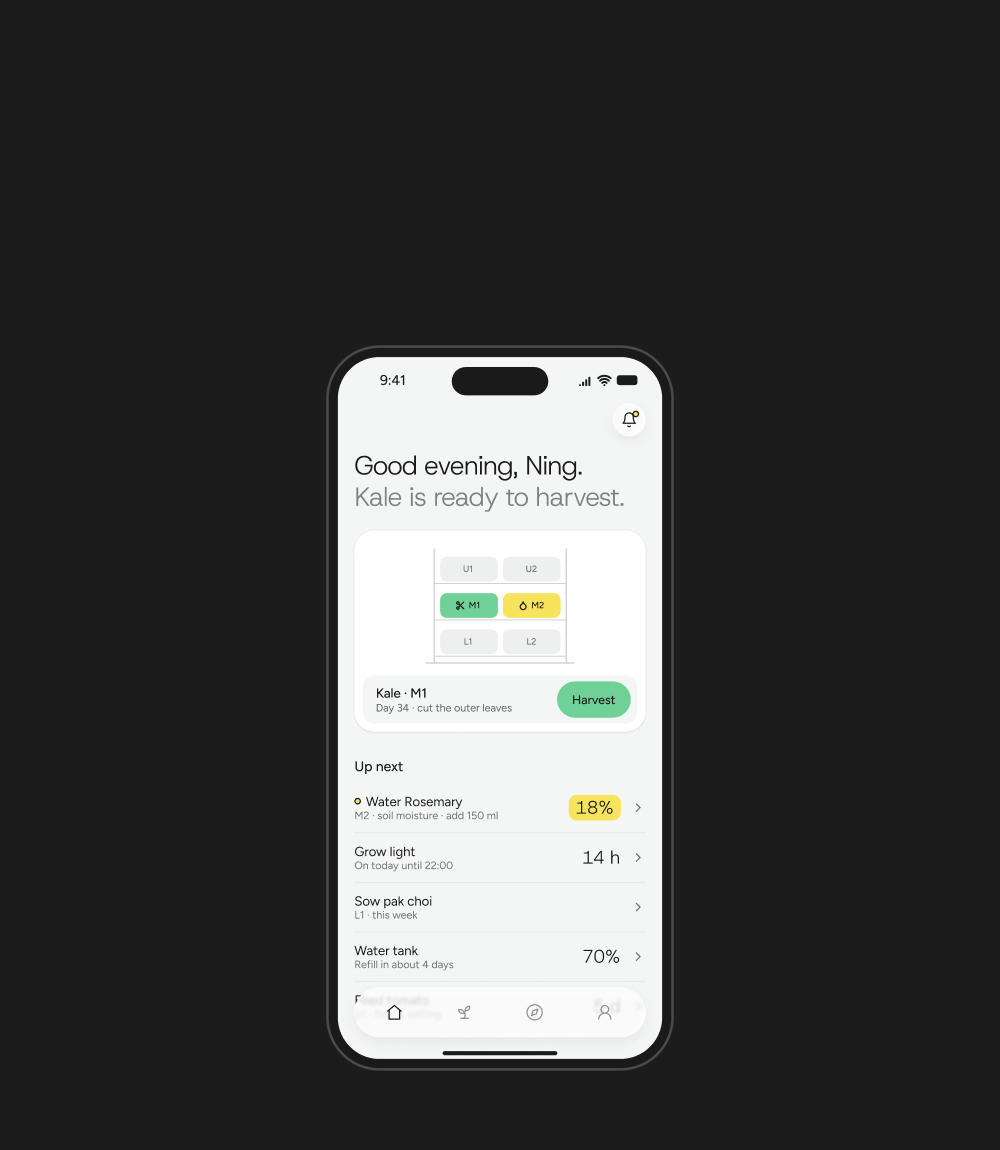 9:41
Good evening, Ning.
Kale is ready to harvest.
U1 U2
M1 M2
L1 L2
Kale · M1
Day 34 · cut the outer leaves
Harvest
Up next
Water Rosemary
M2 · soil moisture · add 150 ml
18%
Grow light
On today until 22:00
14 h
Sow pak choi
L1 · this week
Water tank
Refill in about 4 days
70%
Feed tomato